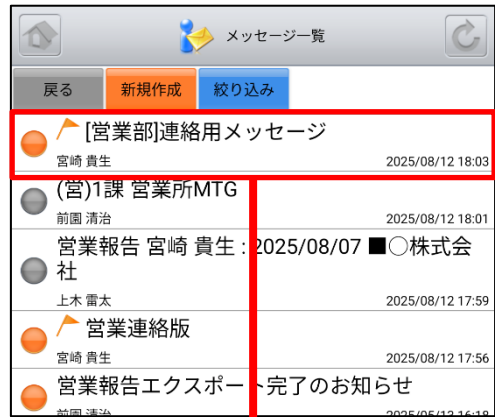 メッセージ一覧
戻る 新規作成 絞り込み
[営業部]連絡用メッセージ
宮崎 貴生 2025/08/12 18:03
(営)1課 営業所MTG
前園 清治 2025/08/12 18:01
営業報告 宮崎 貴生 : 2025/08/07 ■○株式会
社
上木 雷太 2025/08/12 17:59
営業連絡版
宮崎 貴生 2025/08/12 17:56
営業報告エクスポート完了のお知らせ
前園 清治 2025/05/13 16:18